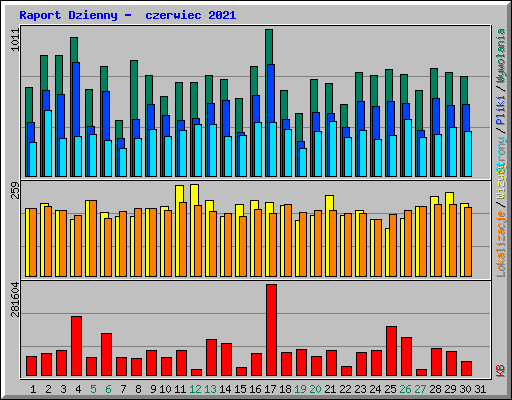 Raport Dzienny - czerwiec 2021
1011
259
281604
Wywołania / Pliki / Strony
Lokalizacje / Wizyt
KB
1 2 3 4 5 6 7 8 9 10 11 12 13 14 15 16 17 18 19 20 21 22 23 24 25 26 27 28 29 30 31